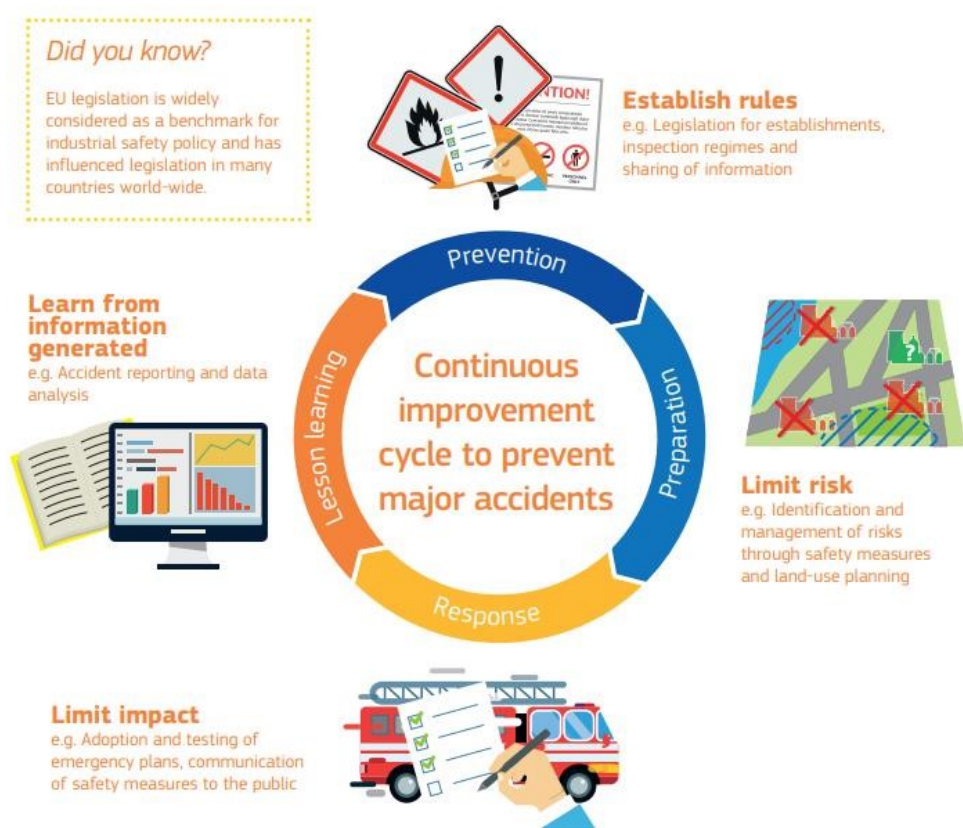 Did you know?
EU legislation is widely
considered as a benchmark for
industrial safety policy and has
influenced legislation in many
countries world-wide.
NTION!
Establish rules
e.g. Legislation for establishments,
inspection regimes and
sharing of information
Prevention
Preparation
Response
Lesson learning
Continuous
improvement
cycle to prevent
major accidents
Learn from
information
generated
e.g. Accident reporting and data
analysis
?
Limit risk
e.g. Identification and
management of risks
through safety measures
and land-use planning
Limit impact
e.g. Adoption and testing of
emergency plans, communication
of safety measures to the public